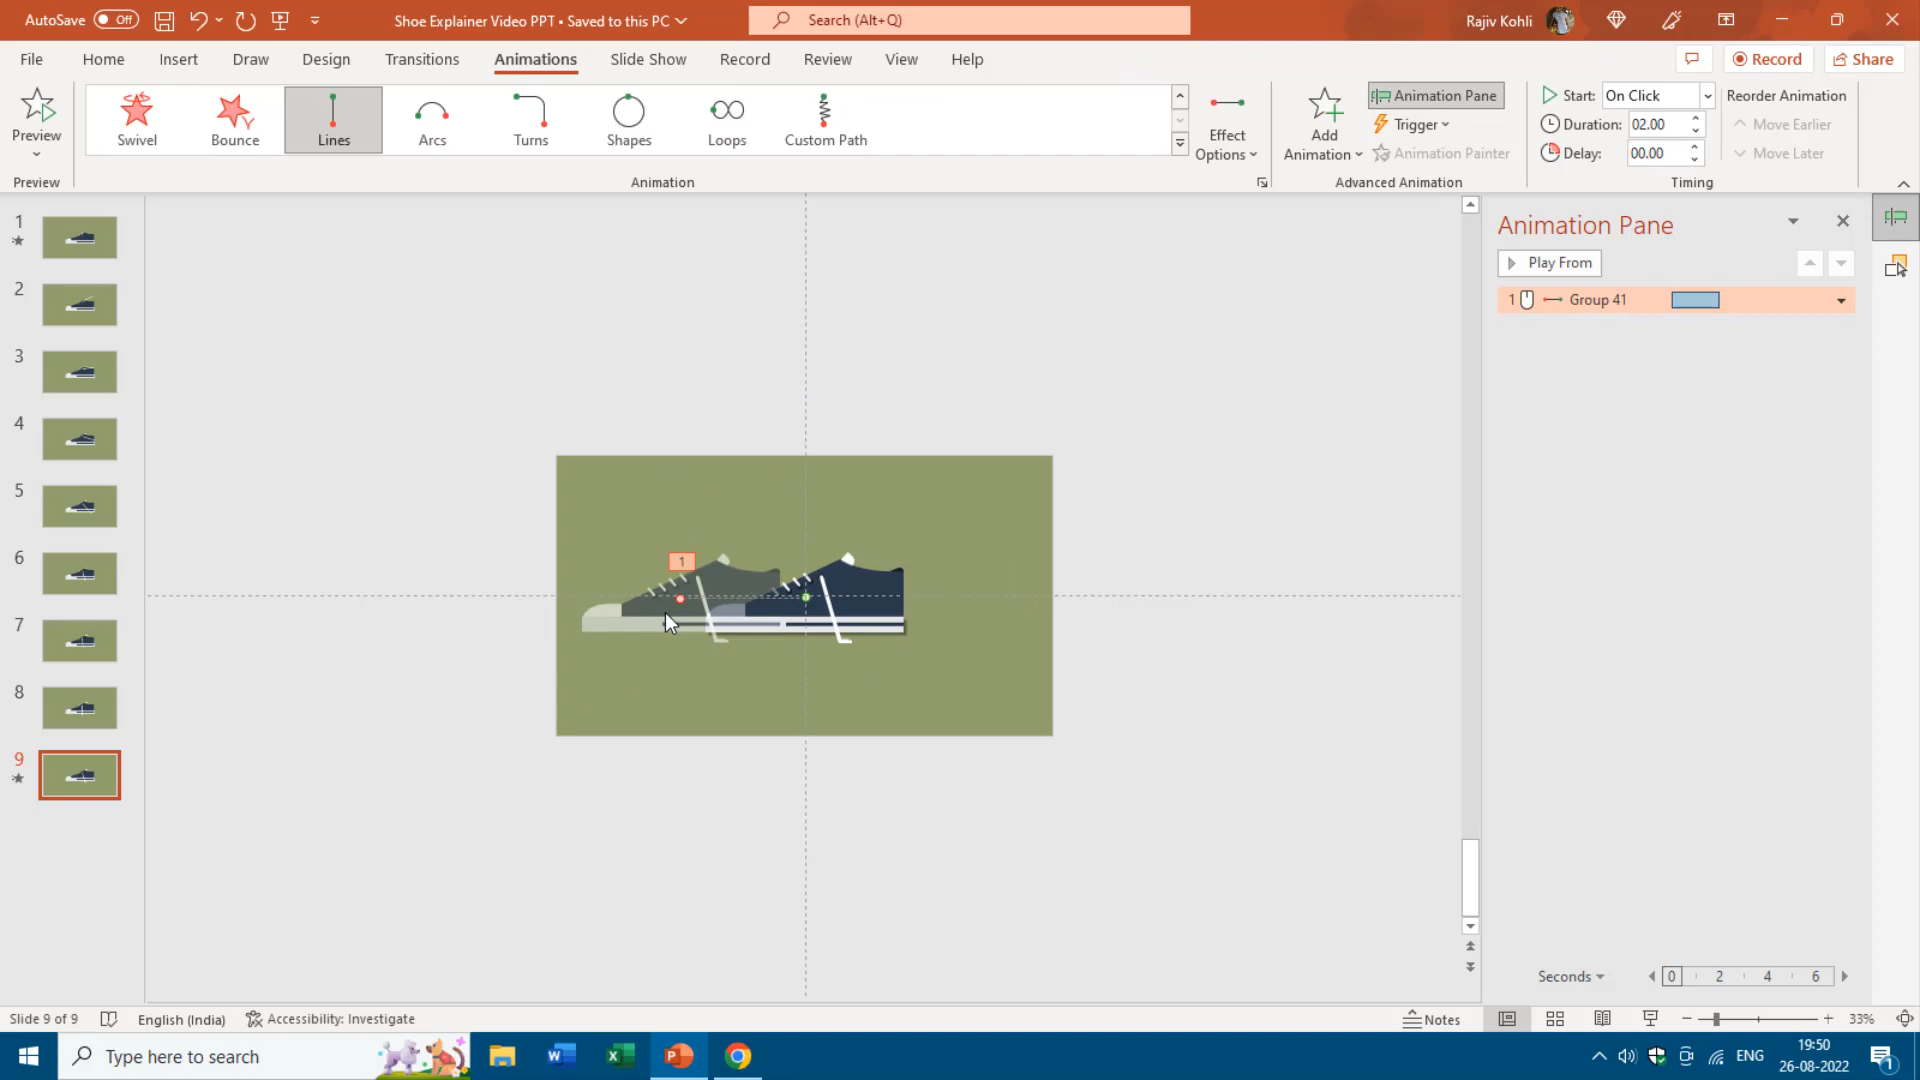 AutoSave Off Shoe Explainer Video PPT • Saved to this PC Search (Alt+Q) Rajiv Kohli
File Home Insert Draw Design Transitions Animations Slide Show Record Review View Help Record Share
Preview
Preview
Swivel Bounce Lines Arcs Turns Shapes Loops Custom Path
Animation
Effect
Options
Add
Animation
Animation Pane
Trigger
Animation Painter
Advanced Animation
Start: On Click
Duration: 02.00
Delay: 00.00
Timing
Reorder Animation
Move Earlier
Move Later
1
2
3
4
5
6
7
8
9
1
Animation Pane
Play From
1 Group 41
Seconds 0 2 4 6
Slide 9 of 9 English (India) Accessibility: Investigate Notes 33%
Type here to search
W X P
ENG
19:50
26-08-2022
1